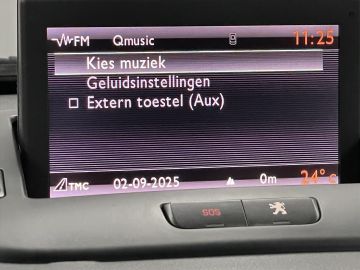 FM Qmusic 11:25
Kies muziek
Geluidsinstellingen
Extern toestel (Aux)
TMC 02-09-2025 0m 24°C
SOS